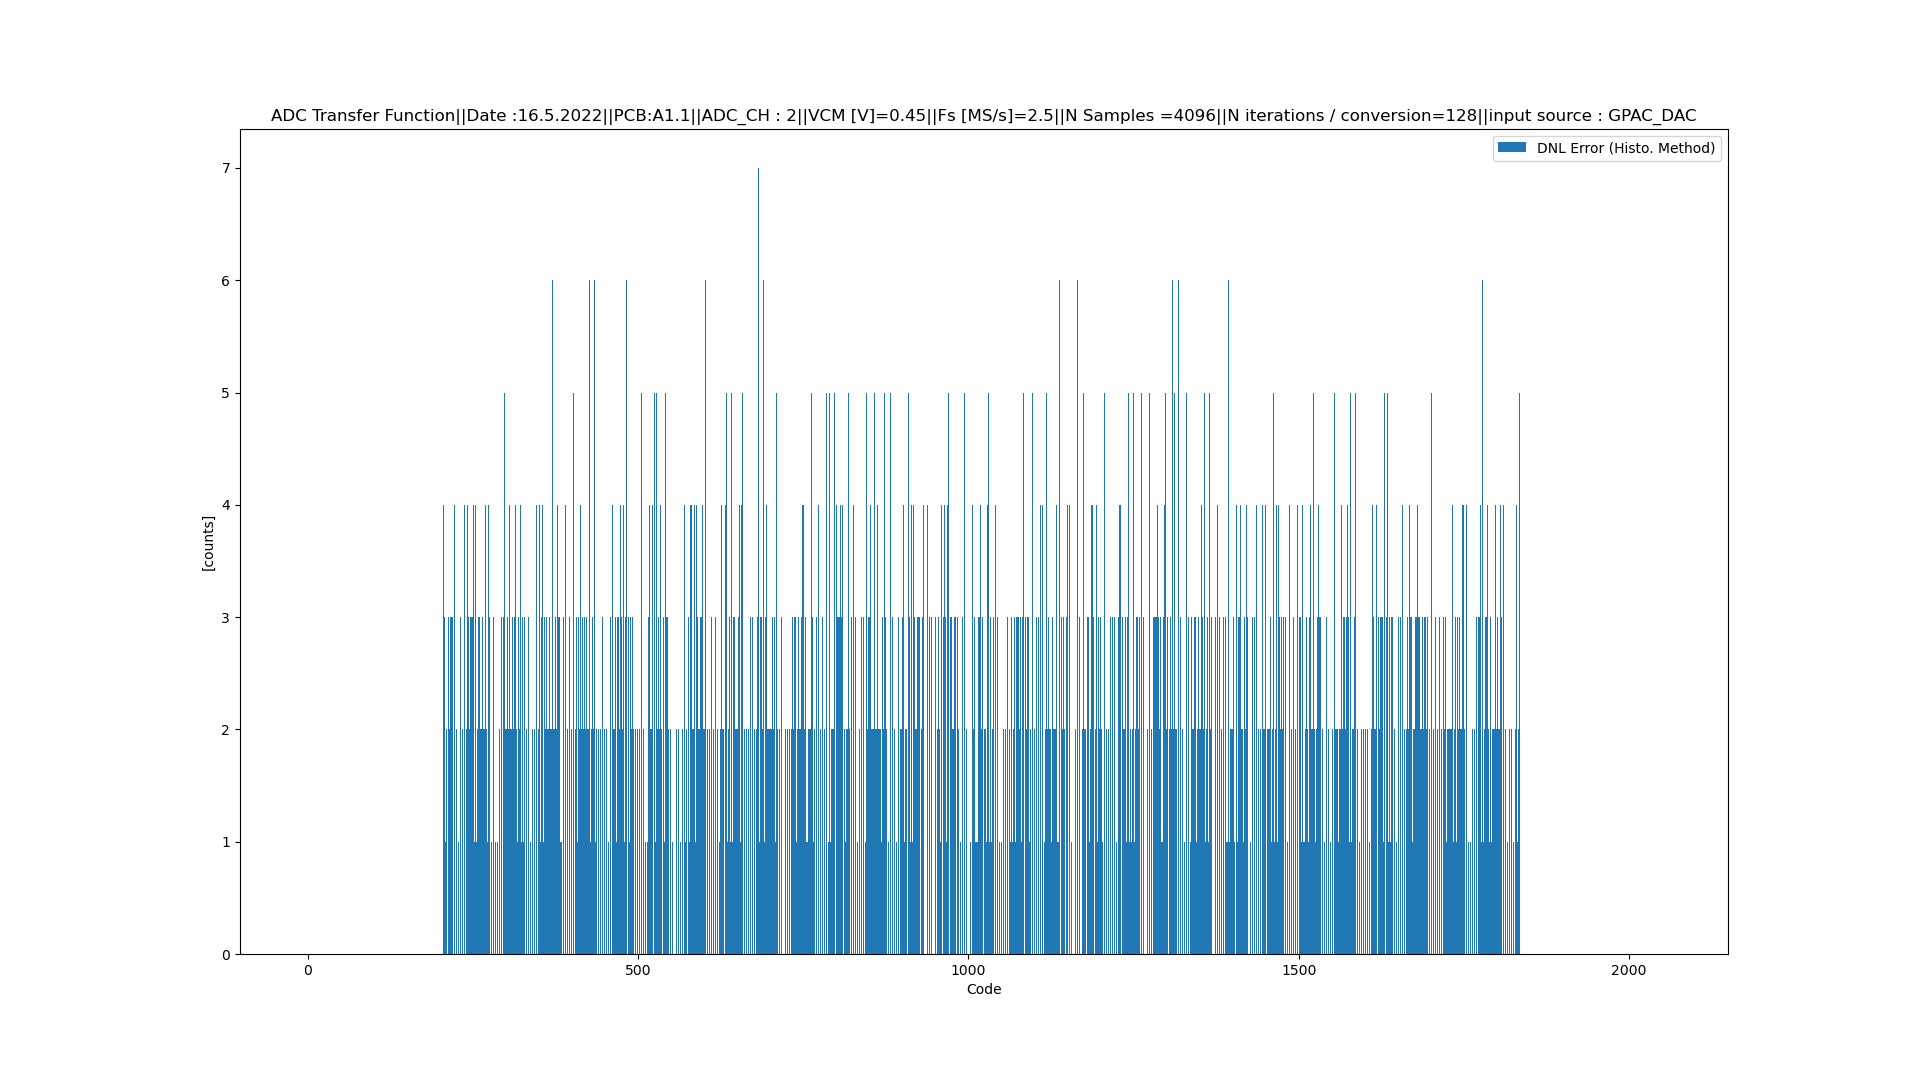 ADC Transfer Function||Date :16.5.2022||PCB:A1.1||ADC_CH : 2||VCM [V]=0.45||Fs [MS/s]=2.5||N Samples =4096||N iterations / conversion=128||input source : GPAC_DAC
DNL Error (Histo. Method)
7
6
5
4
3
2
1
0
[counts]
0 500 1000 1500 2000
Code